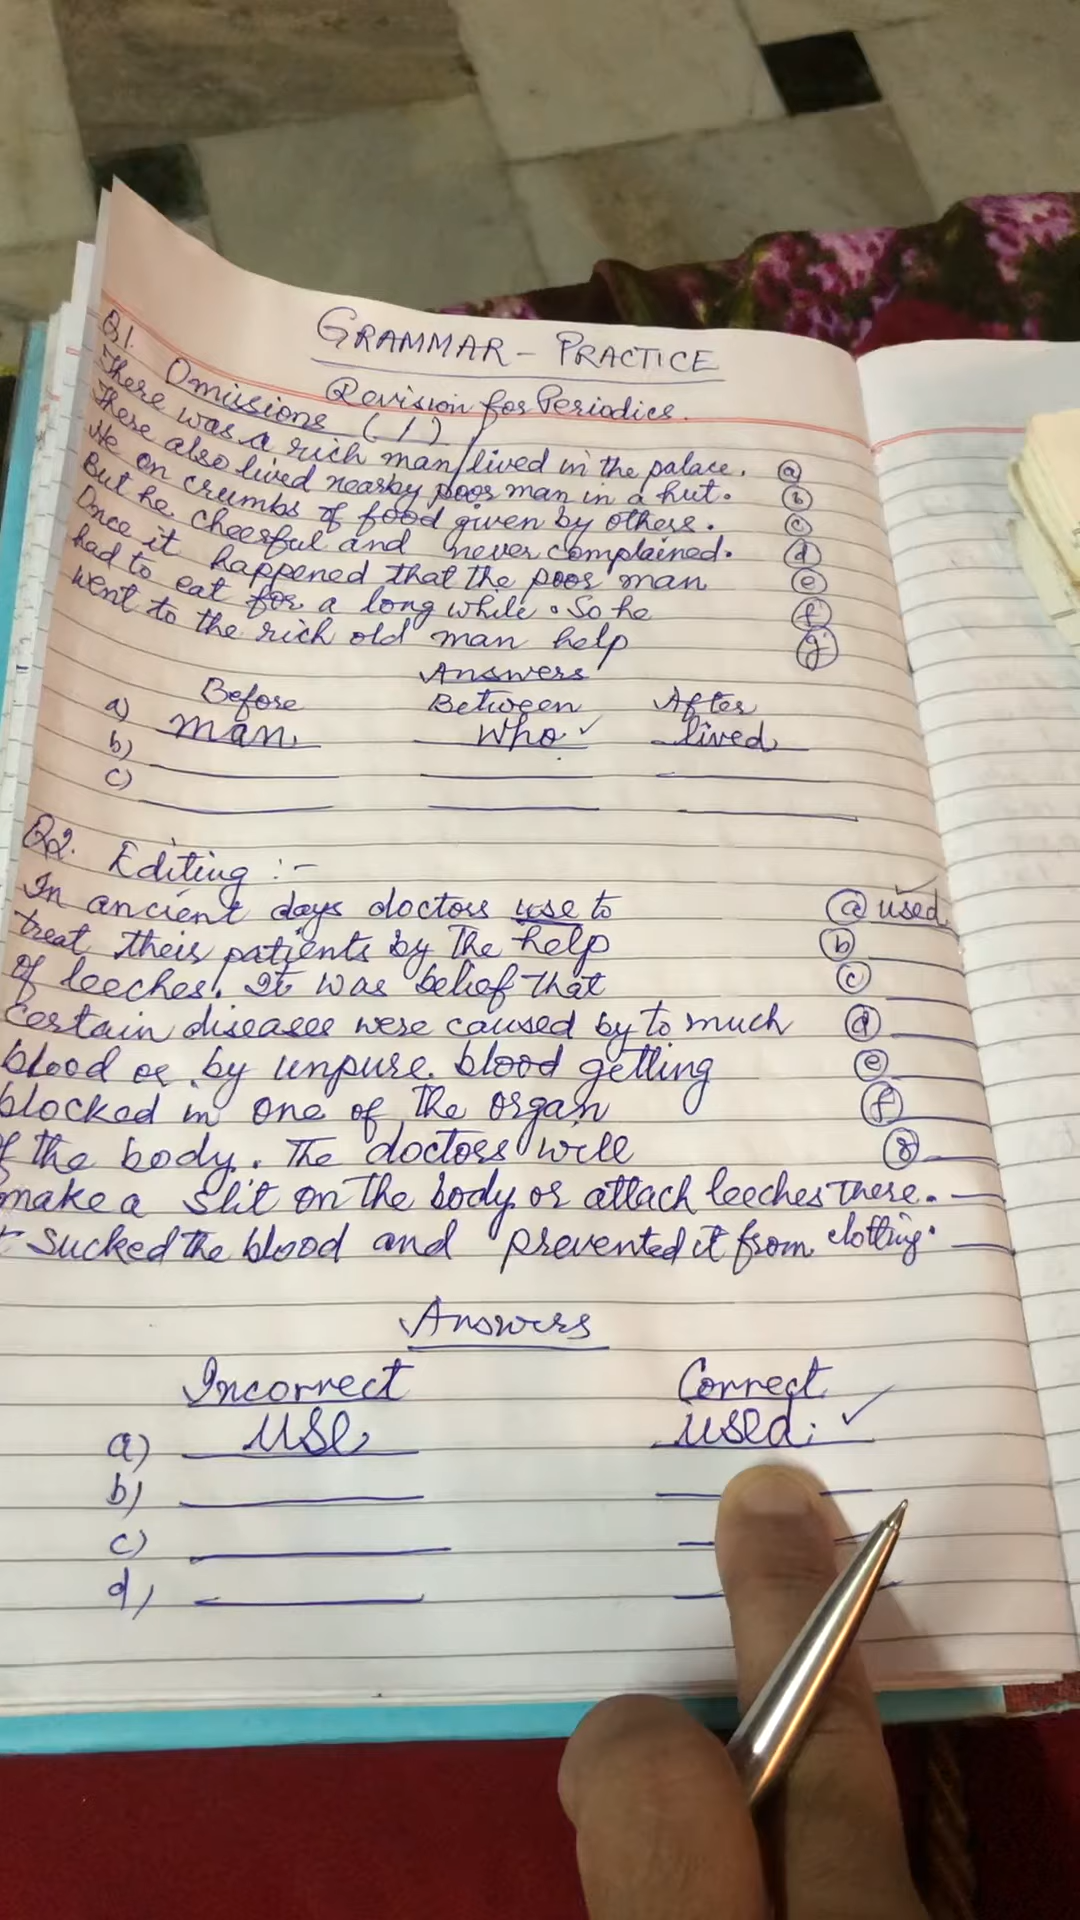 GRAMMAR - PRACTICE
Revision for Periodics.
Q1. Omissions (/)
There was a rich man/lived in the palace. (a)
There also lived nearby poor man in a hut. (b)
He on crumbs of food given by others. (c)
But he cheerful and never complained. (d)
Once it happened that the poor man (e)
had to eat for a long while. So he (f)
went to the rich old man help (g)
Answers
Before Between After
a) man who ✓ lived
b)
c)
Q2. Editing :-
In ancient days doctors use to (a) used
treat their patients by the help (b)
of leeches. It was belief that (c)
Certain diseases were caused by to much (d)
blood or by unpure blood getting (e)
blocked in one of the organ (f)
f the body. The doctors will (g)
make a slit on the body or attach leeches there.
t sucked the blood and prevented it from clotting.
Answers
Incorrect Correct
a) use used. ✓
b)
c)
d)